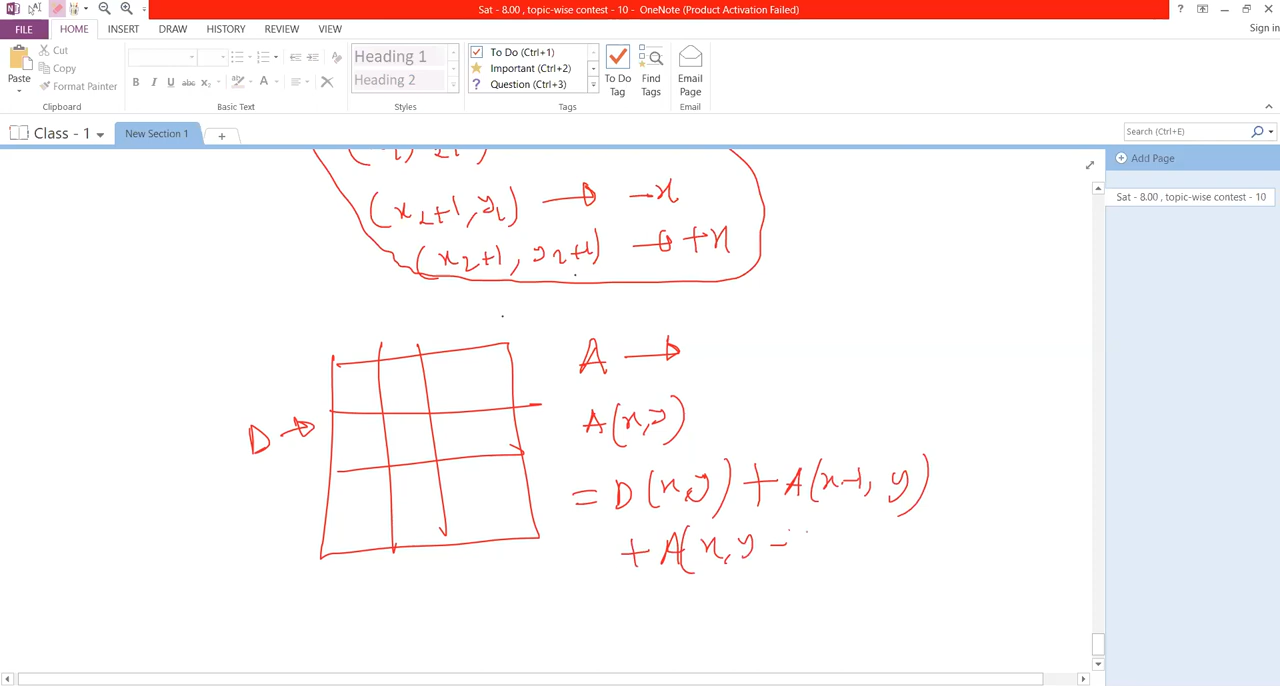 Sat - 8.00 , topic-wise contest - 10 - OneNote (Product Activation Failed)
FILE HOME INSERT DRAW HISTORY REVIEW VIEW Sign in
Paste Cut Copy Format Painter
B I U abc x₂ A
Heading 1
Heading 2
To Do (Ctrl+1)
Important (Ctrl+2)
Question (Ctrl+3)
To Do Tag
Find Tags
Email Page
Clipboard Basic Text Styles Tags Email
Class - 1 New Section 1 Search (Ctrl+E)
Add Page
Sat - 8.00 , topic-wise contest - 10
(x₂+1, y₁) → -x
(x₂+1, y₂+1) → +x
D →
A →
A(x,y)
= D(x,y) + A(x-1, y)
+ A(x, y -